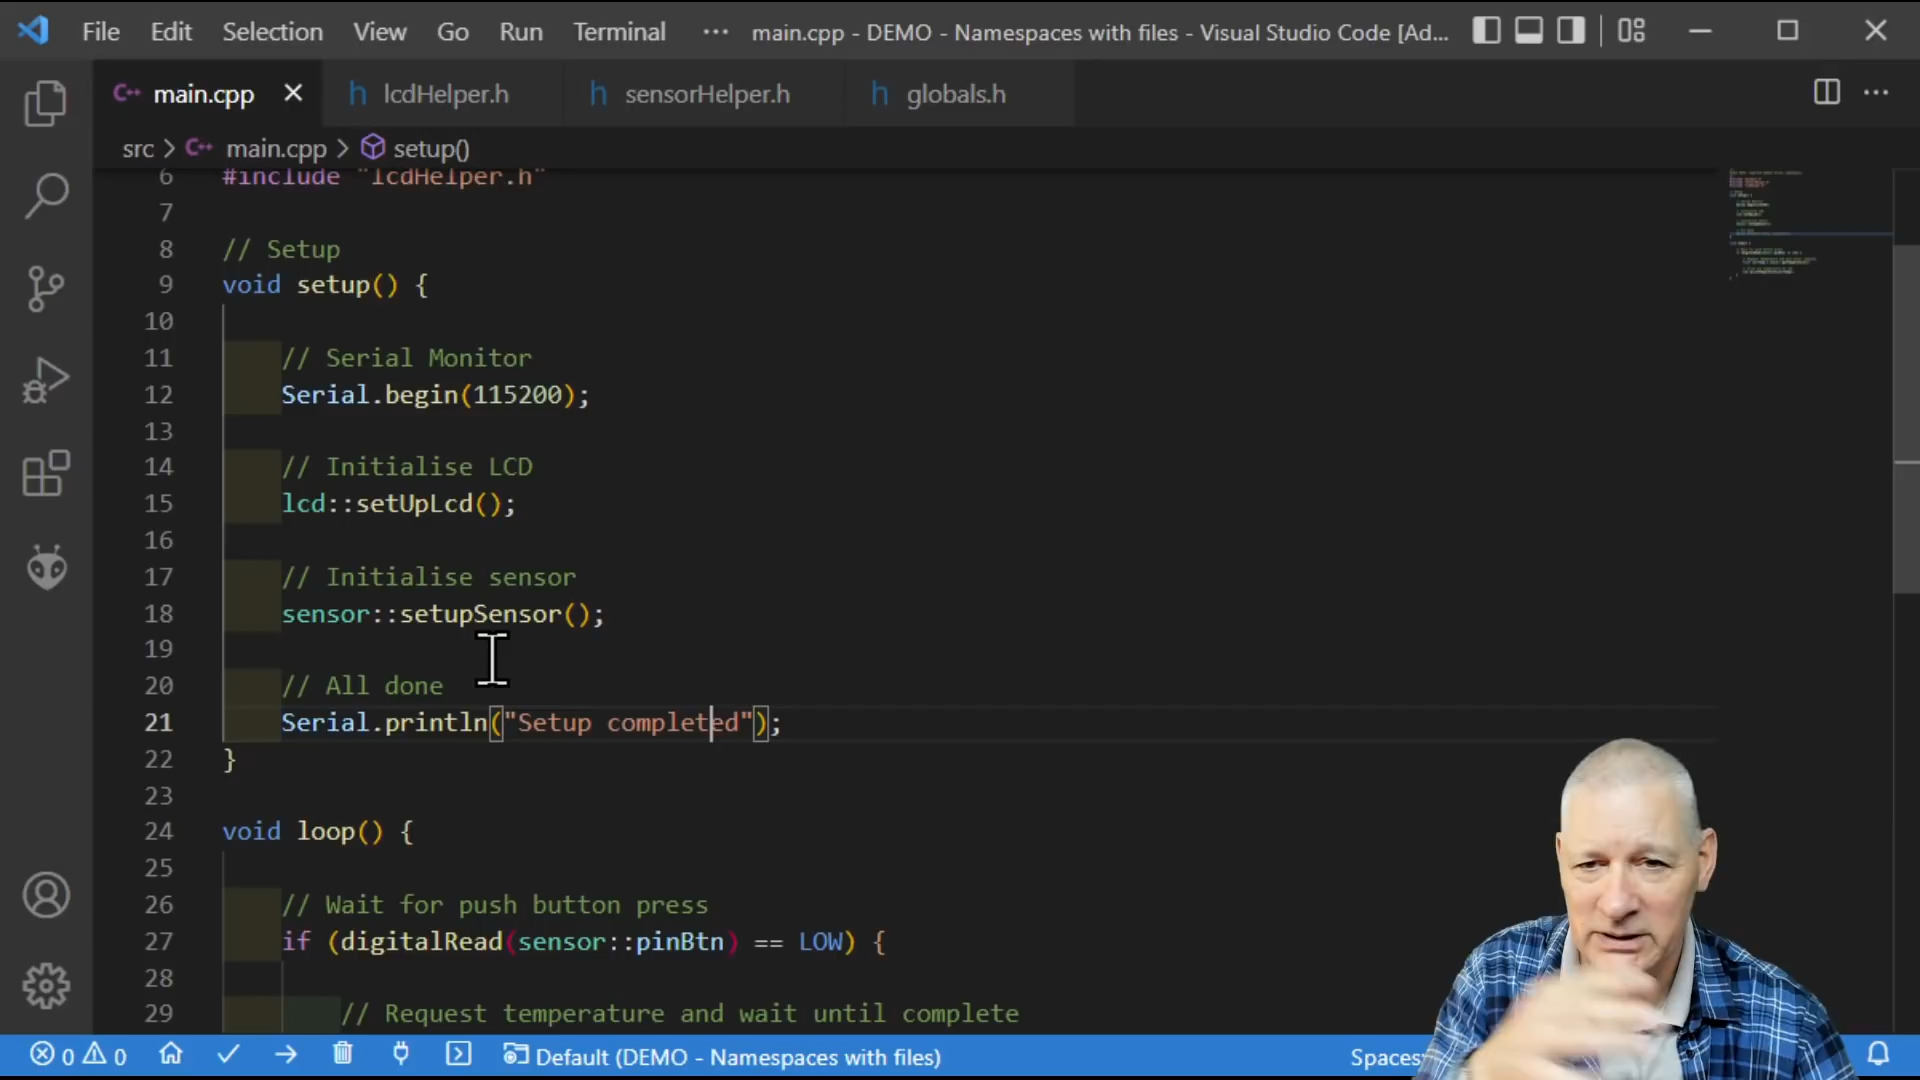 File Edit Selection View Go Run Terminal ··· main.cpp - DEMO - Namespaces with files - Visual Studio Code [Ad...
main.cpp lcdHelper.h sensorHelper.h globals.h
src > main.cpp > setup()
6 #include "lcdHelper.h"
7
8 // Setup
9 void setup() {
10
11 // Serial Monitor
12 Serial.begin(115200);
13
14 // Initialise LCD
15 lcd::setUpLcd();
16
17 // Initialise sensor
18 sensor::setupSensor();
19
20 // All done
21 Serial.println("Setup completed");
22 }
23
24 void loop() {
25
26 // Wait for push button press
27 if (digitalRead(sensor::pinBtn) == LOW) {
28
29 // Request temperature and wait until complete
0 0 Default (DEMO - Namespaces with files) Spaces